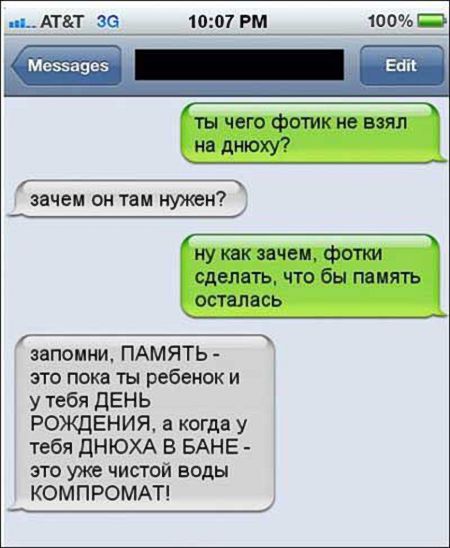 AT&T 3G 10:07 PM 100%
Messages Edit
ты чего фотик не взял
на днюху?
зачем он там нужен?
ну как зачем, фотки
сделать, что бы память
осталась
запомни, ПАМЯТЬ -
это пока ты ребенок и
у тебя ДЕНЬ
РОЖДЕНИЯ, а когда у
тебя ДНЮХА В БАНЕ -
это уже чистой воды
КОМПРОМАТ!